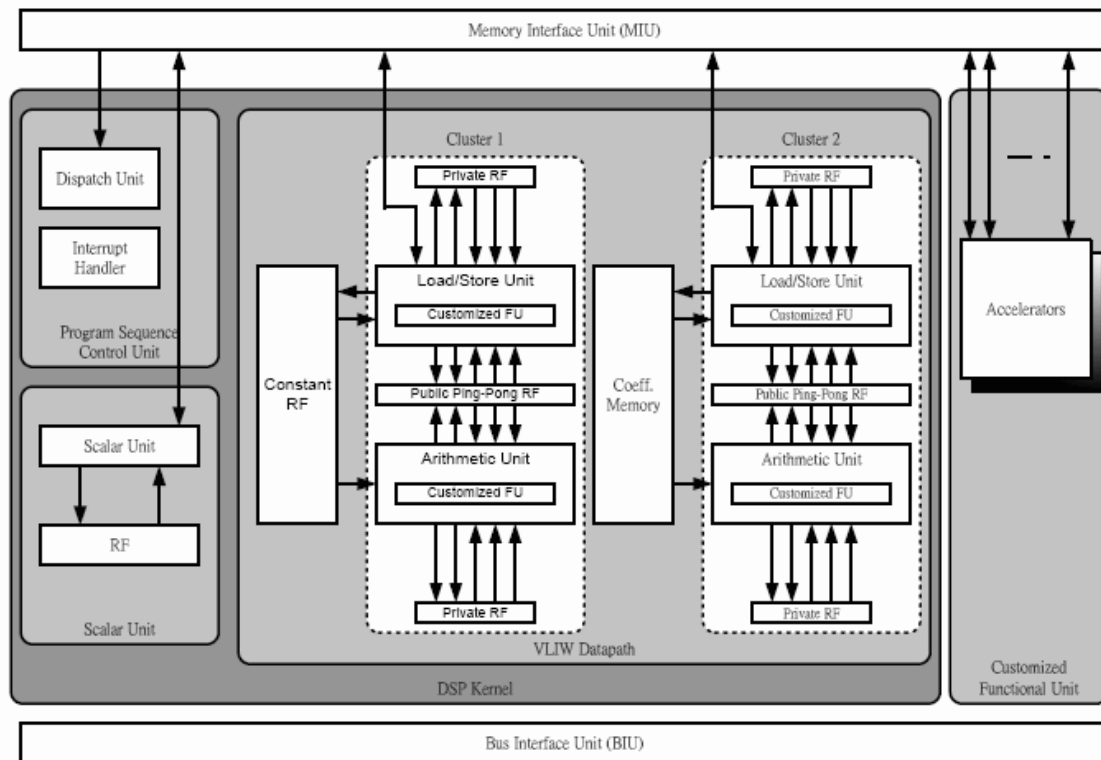 Memory Interface Unit (MIU)
Dispatch Unit
Interrupt
Handler
Program Sequence
Control Unit
Scalar Unit
RF
Scalar Unit
Constant
RF
Cluster 1
Private RF
Load/Store Unit
Customized FU
Public Ping-Pong RF
Arithmetic Unit
Customized FU
Private RF
Coeff.
Memory
Cluster 2
Private RF
Load/Store Unit
Customized FU
Public Ping-Pong RF
Arithmetic Unit
Customized FU
Private RF
VLIW Datapath
DSP Kernel
Accelerators
Customized
Functional Unit
Bus Interface Unit (BIU)